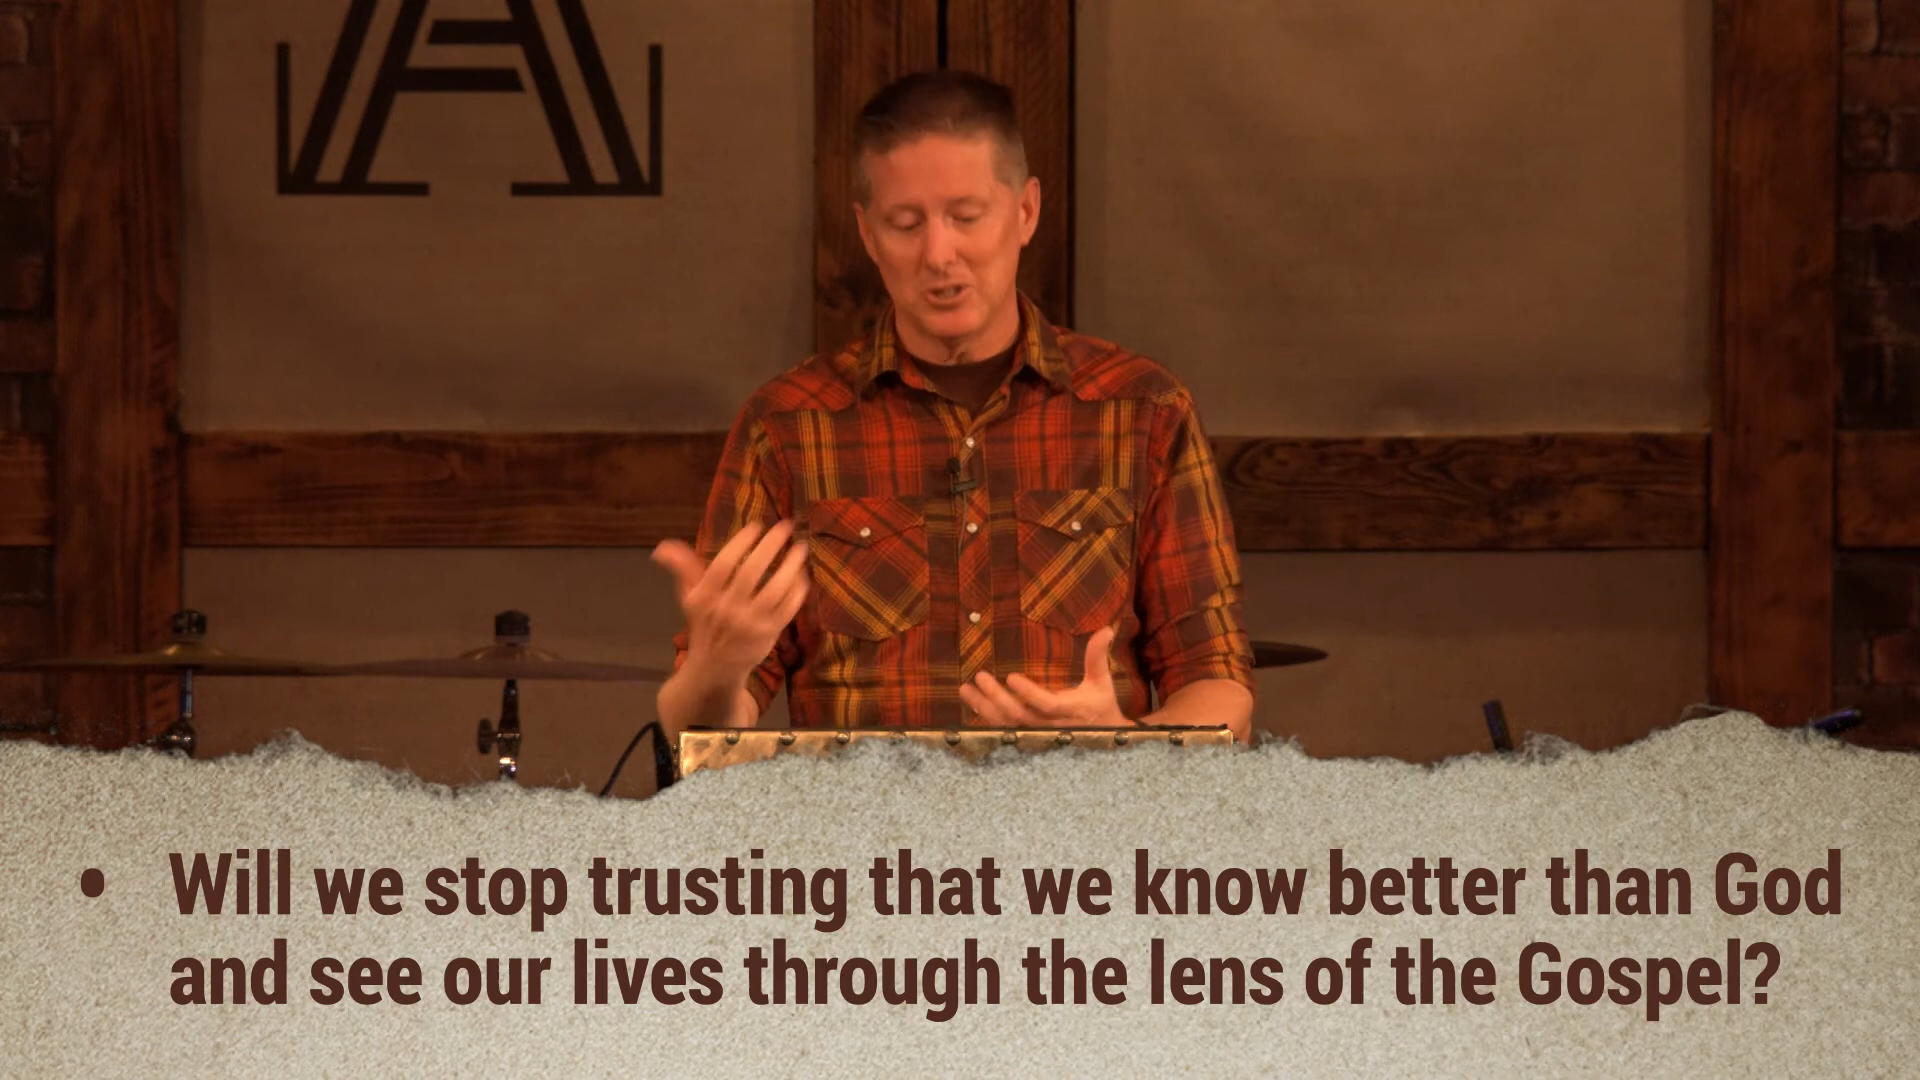 • Will we stop trusting that we know better than God
and see our lives through the lens of the Gospel?